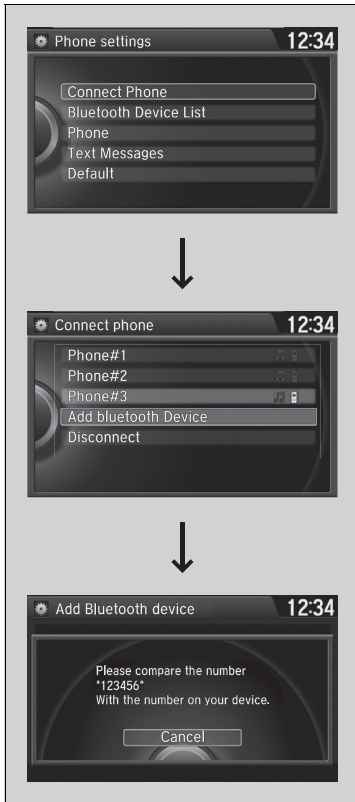 Phone settings 12:34
Connect Phone
Bluetooth Device List
Phone
Text Messages
Default
Connect phone 12:34
Phone#1
Phone#2
Phone#3
Add bluetooth Device
Disconnect
Add Bluetooth device 12:34
Please compare the number
"123456"
With the number on your device.
Cancel